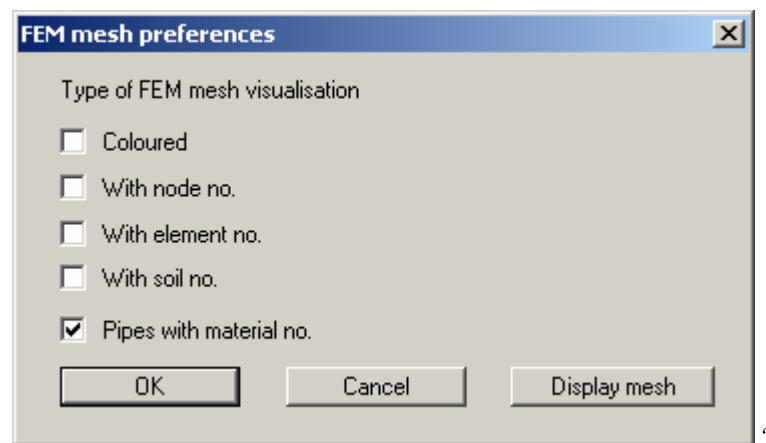 FEM mesh preferences
Type of FEM mesh visualisation
Coloured
With node no.
With element no.
With soil no.
Pipes with material no.
OK Cancel Display mesh
‘